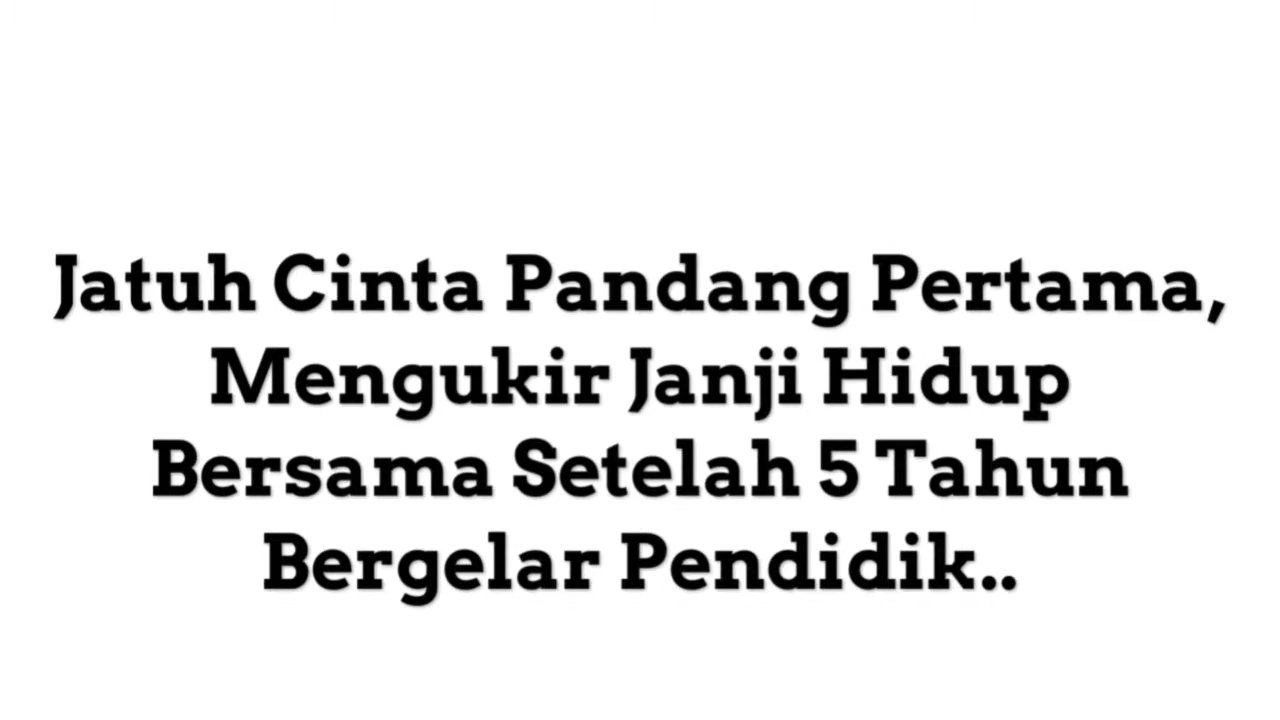 Jatuh Cinta Pandang Pertama,
Mengukir Janji Hidup
Bersama Setelah 5 Tahun
Bergelar Pendidik..